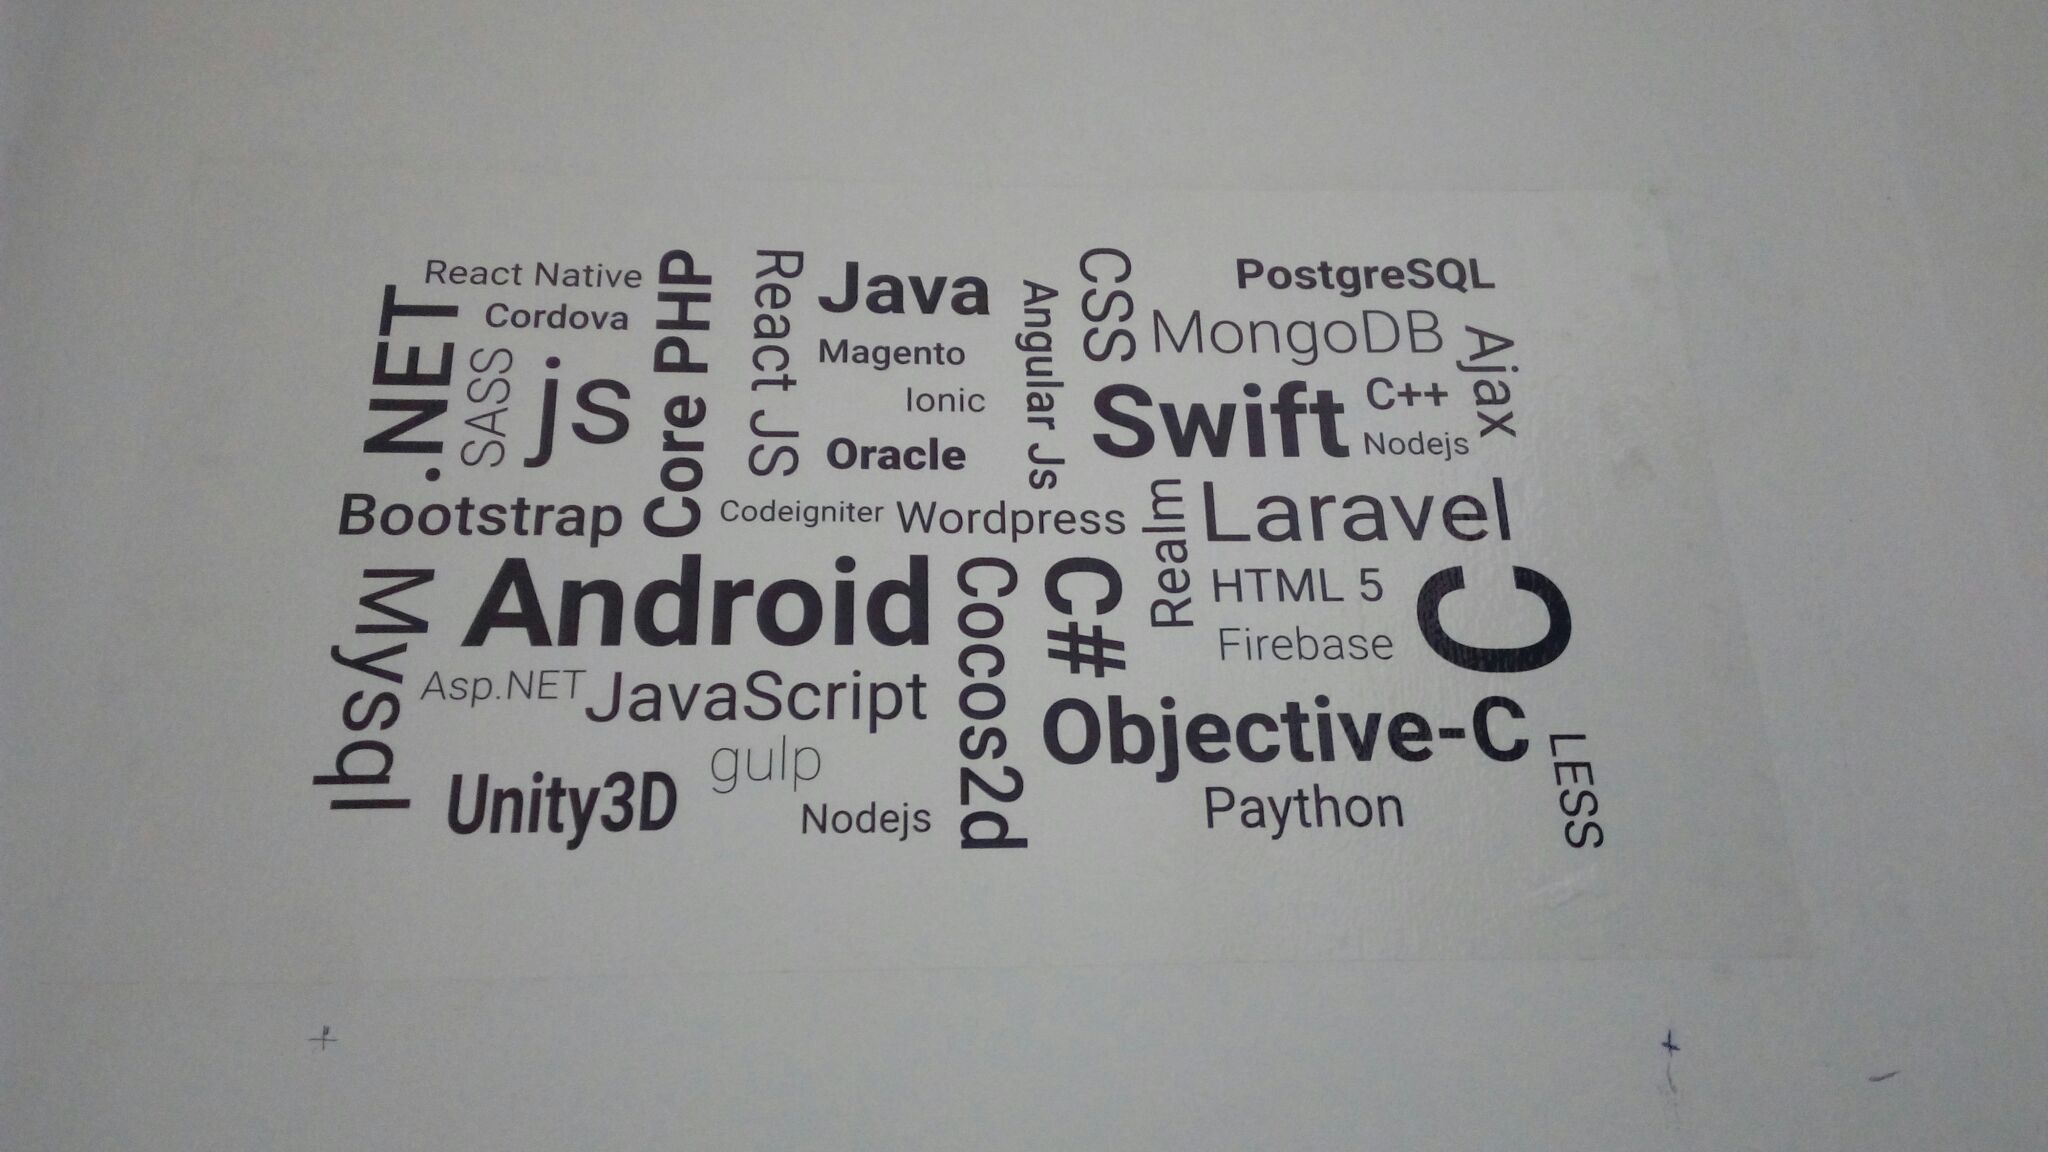 React Native
Cordova
.NET
SASS
js
Core PHP
React JS
Java
Magento
Ionic
Oracle
Angular Js
CSS
PostgreSQL
MongoDB
Ajax
Swift
C++
Nodejs
Bootstrap
Codeigniter
Wordpress
Realm
Laravel
HTML 5
Firebase
C
Mysql
Android
Asp.NET
JavaScript
gulp
Unity3D
Nodejs
Cocos2d
C#
Objective-C
Paython
LESS